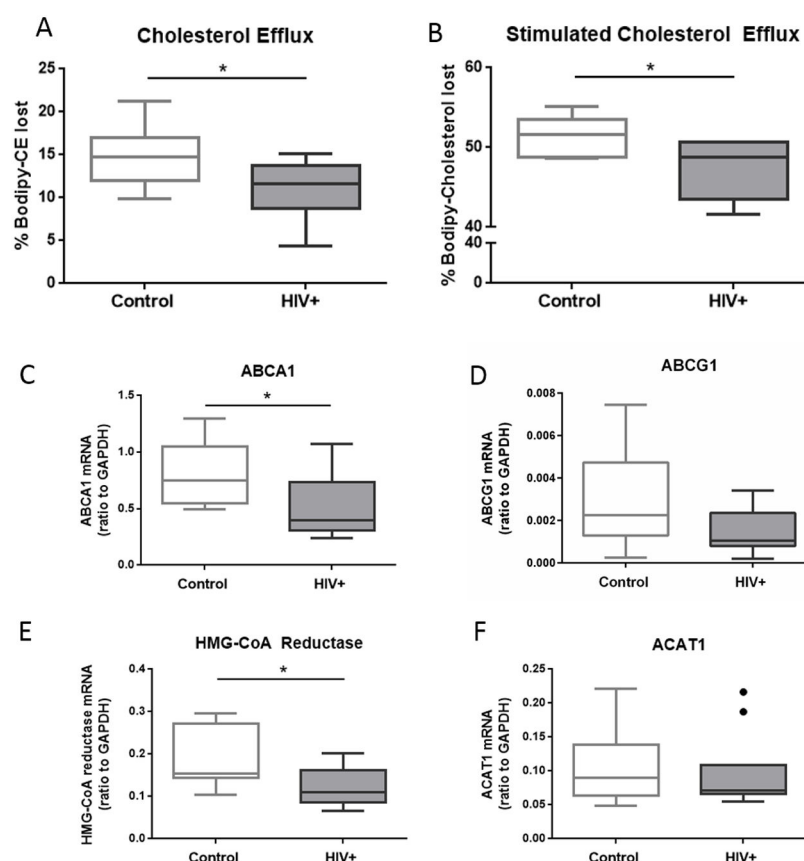 A
Cholesterol Efflux
% Bodipy-CE lost
25
20
15
10
5
0
*
Control
HIV+
B
Stimulated Cholesterol Efflux
% Bodipy-Cholesterol lost
60
50
40
40
0
*
Control
HIV+
C
ABCA1
ABCA1 mRNA
(ratio to GAPDH)
1.5
1.0
0.5
0.0
*
Control
HIV+
D
ABCG1
ABCG1 mRNA
(ratio to GAPDH)
0.008
0.006
0.004
0.002
0.000
Control
HIV+
E
HMG-CoA Reductase
HMG-CoA reductase mRNA
(ratio to GAPDH)
0.4
0.3
0.2
0.1
0.0
*
Control
HIV+
F
ACAT1
ACAT1 mRNA
(ratio to GAPDH)
0.25
0.20
0.15
0.10
0.05
0.00
Control
HIV+